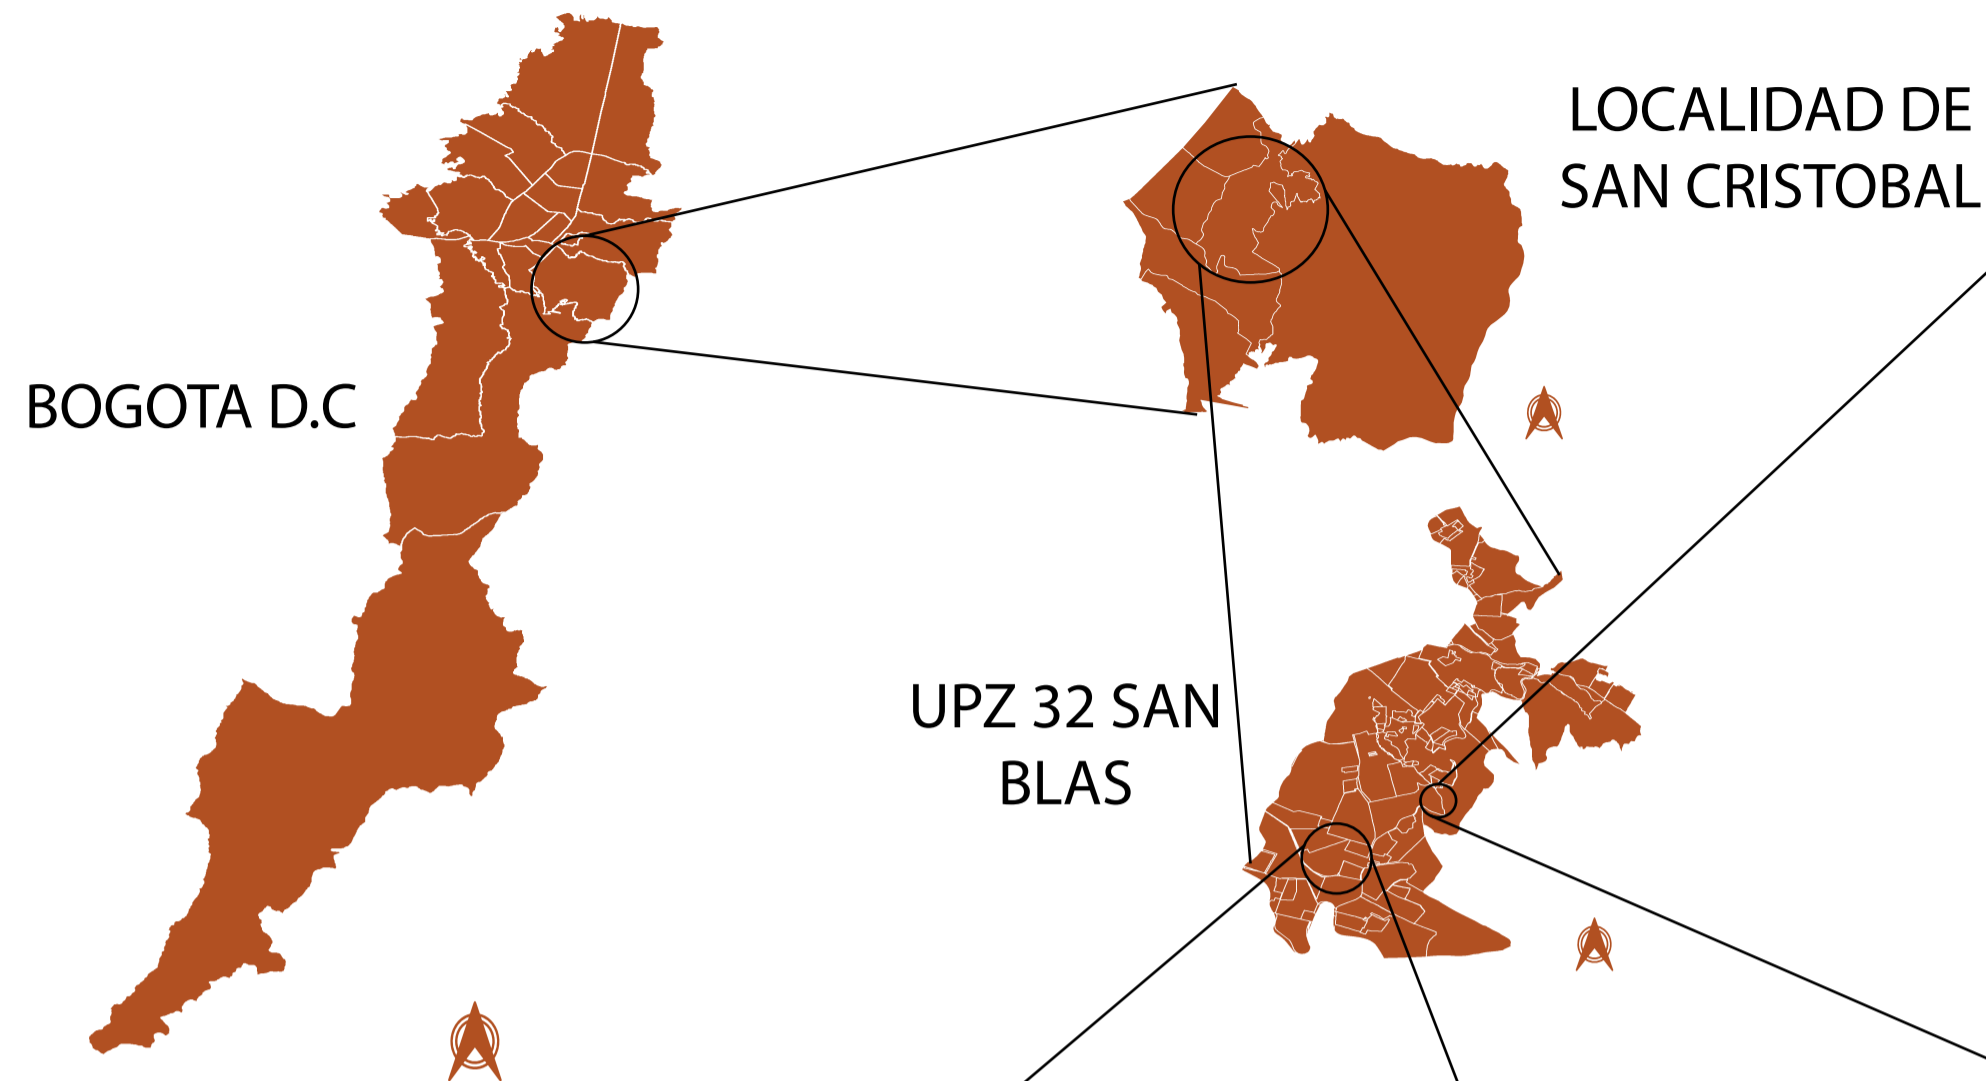 LOCALIDAD DE
SAN CRISTOBAL
BOGOTA D.C
UPZ 32 SAN
BLAS